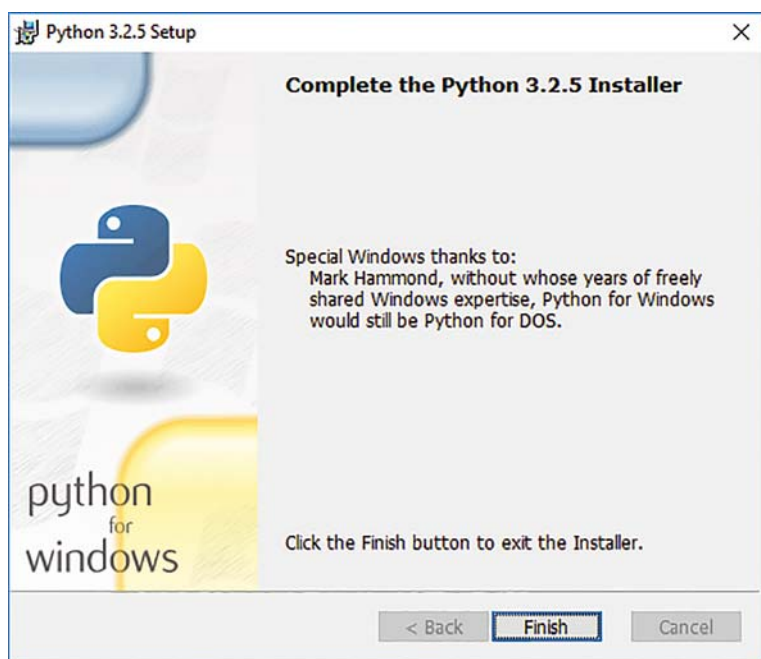 Python 3.2.5 Setup
Complete the Python 3.2.5 Installer
Special Windows thanks to:
Mark Hammond, without whose years of freely
shared Windows expertise, Python for Windows
would still be Python for DOS.
python
for
windows
Click the Finish button to exit the Installer.
< Back
Finish
Cancel